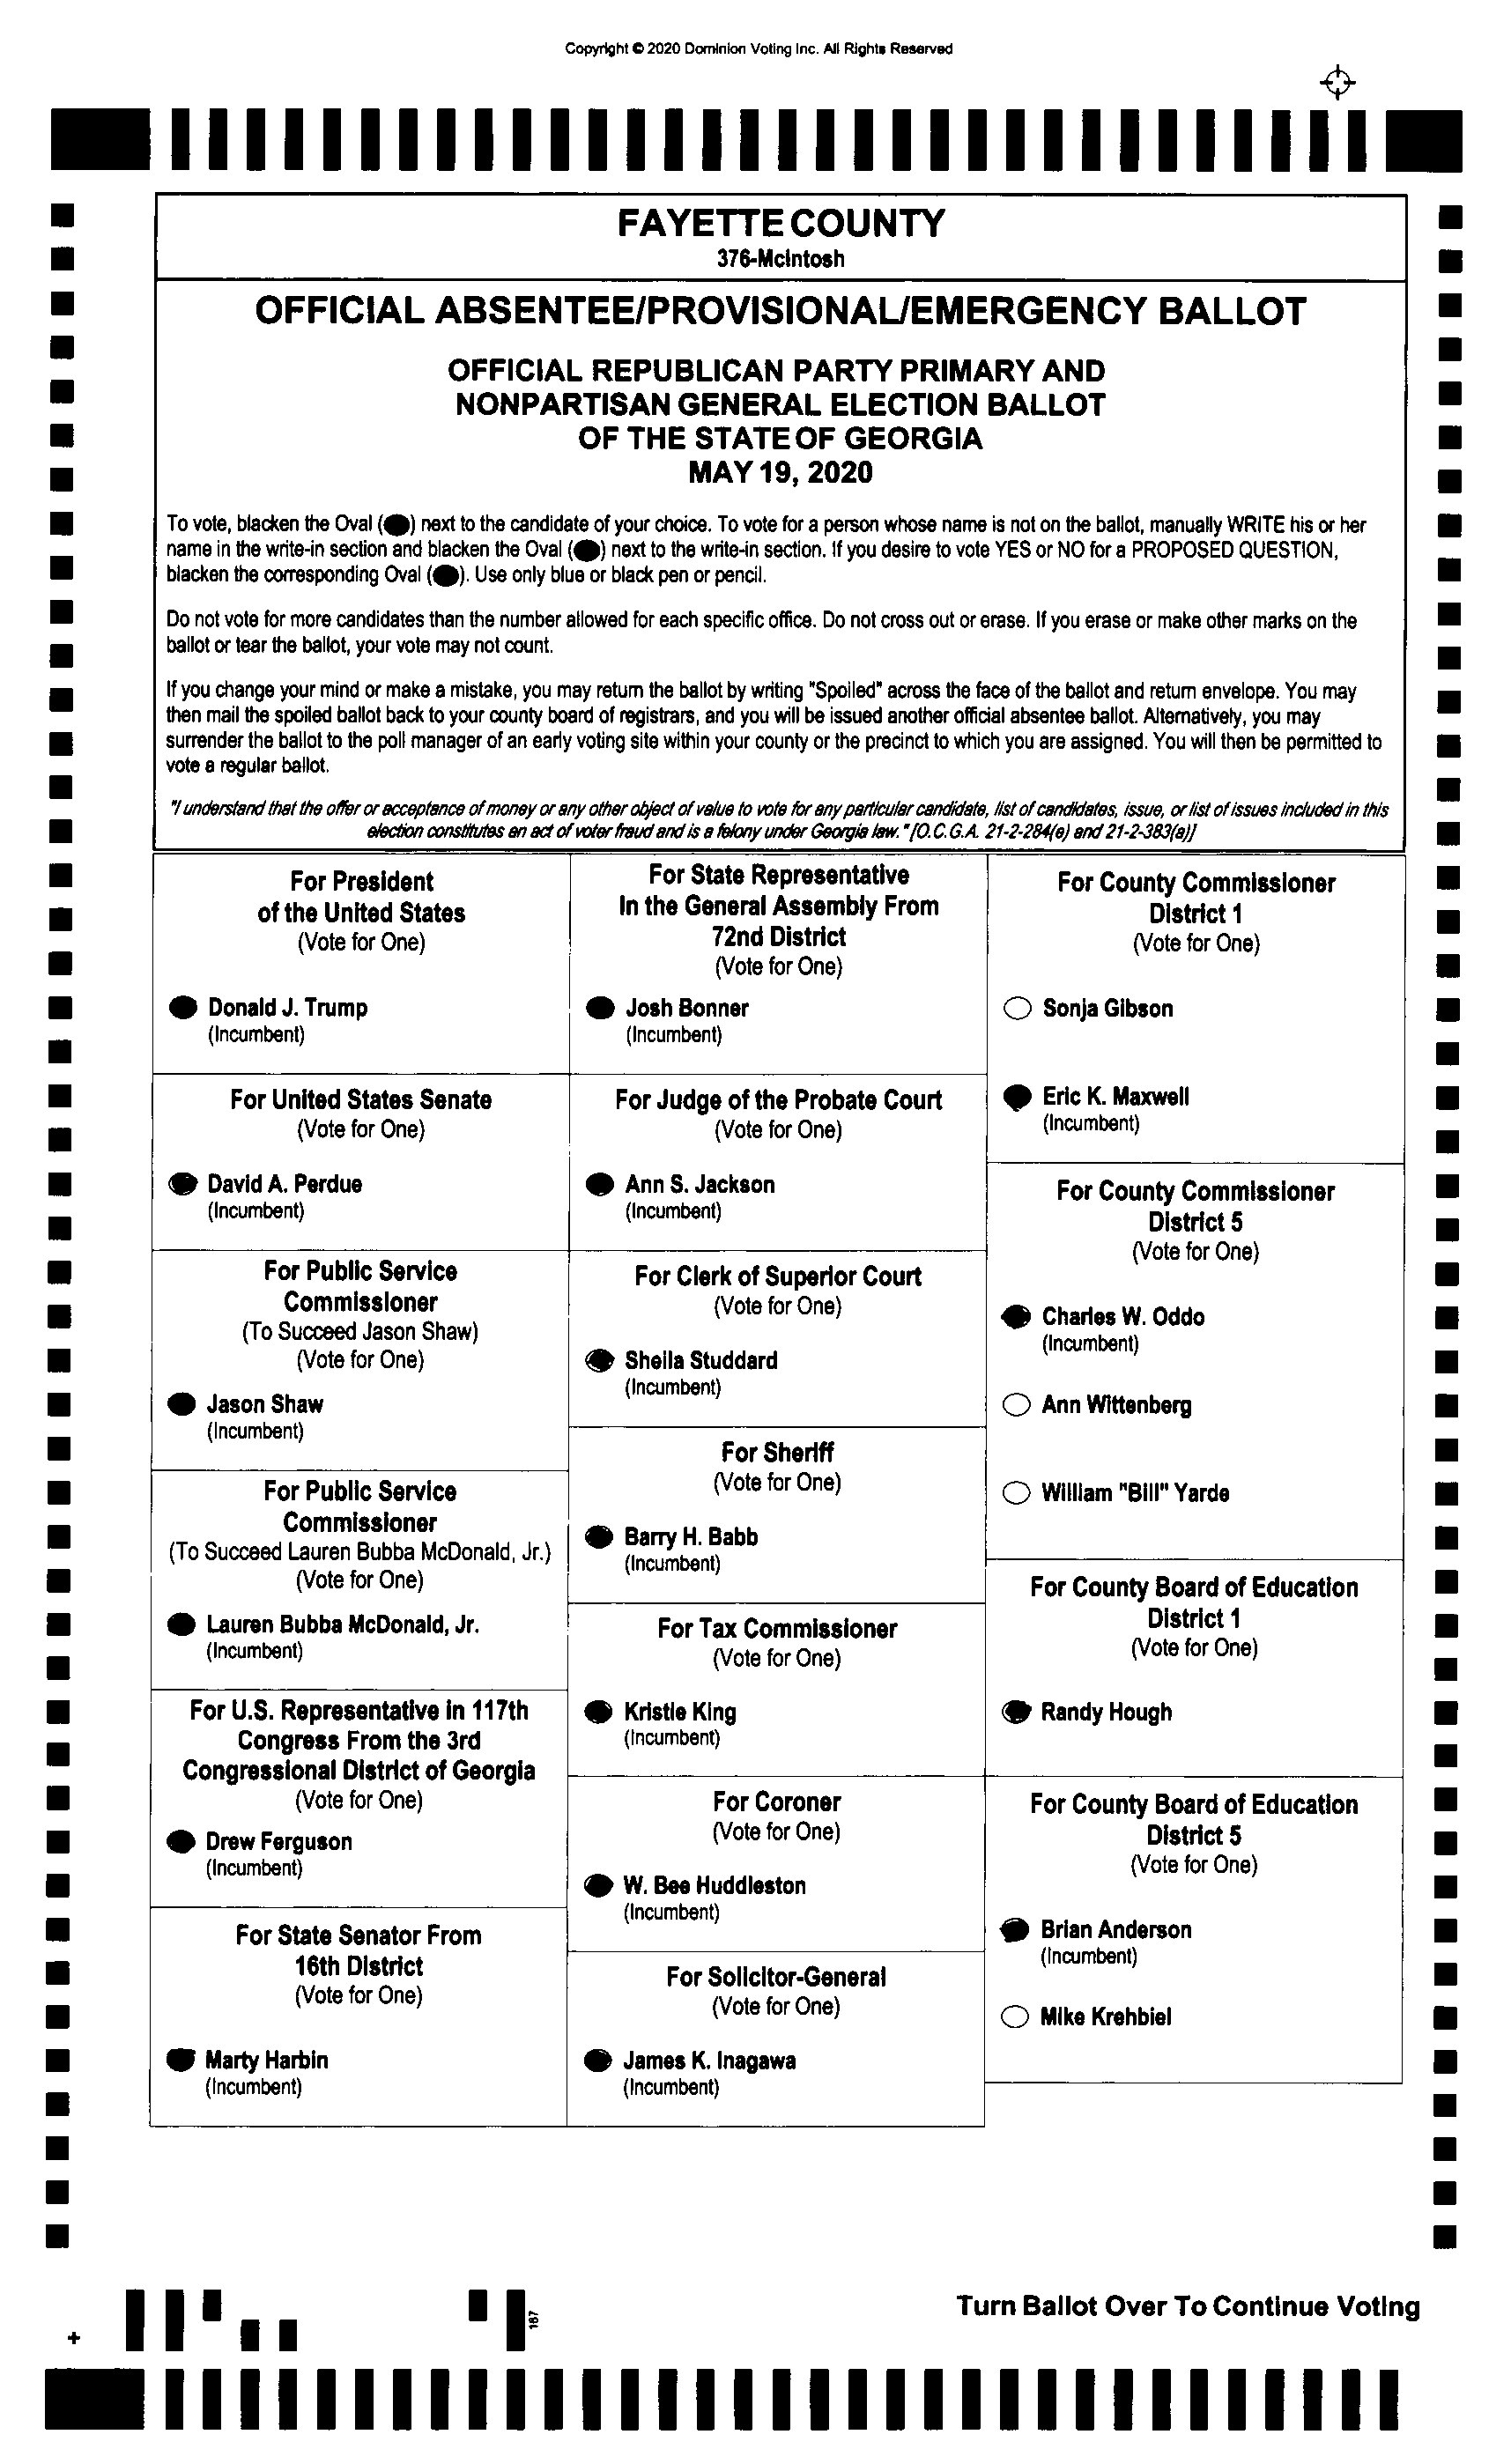 Copyright © 2020 Dominion Voting Inc. All Rights Reserved
FAYETTE COUNTY
376-McIntosh
OFFICIAL ABSENTEE/PROVISIONAL/EMERGENCY BALLOT
OFFICIAL REPUBLICAN PARTY PRIMARY AND
NONPARTISAN GENERAL ELECTION BALLOT
OF THE STATE OF GEORGIA
MAY 19, 2020
To vote, blacken the Oval (●) next to the candidate of your choice. To vote for a person whose name is not on the ballot, manually WRITE his or her
name in the write-in section and blacken the Oval (●) next to the write-in section. If you desire to vote YES or NO for a PROPOSED QUESTION,
blacken the corresponding Oval (●). Use only blue or black pen or pencil.
Do not vote for more candidates than the number allowed for each specific office. Do not cross out or erase. If you erase or make other marks on the
ballot or tear the ballot, your vote may not count.
If you change your mind or make a mistake, you may return the ballot by writing "Spoiled" across the face of the ballot and return envelope. You may
then mail the spoiled ballot back to your county board of registrars, and you will be issued another official absentee ballot. Alternatively, you may
surrender the ballot to the poll manager of an early voting site within your county or the precinct to which you are assigned. You will then be permitted to
vote a regular ballot.
"I understand that the offer or acceptance of money or any other object of value to vote for any particular candidate, list of candidates, issue, or list of issues included in this
election constitutes an act of voter fraud and is a felony under Georgia law." [O.C.G.A. 21-2-284(e) and 21-2-383(a)]
For President
of the United States
(Vote for One)
Donald J. Trump
(Incumbent)
For United States Senate
(Vote for One)
David A. Perdue
(Incumbent)
For Public Service
Commissioner
(To Succeed Jason Shaw)
(Vote for One)
Jason Shaw
(Incumbent)
For Public Service
Commissioner
(To Succeed Lauren Bubba McDonald, Jr.)
(Vote for One)
Lauren Bubba McDonald, Jr.
(Incumbent)
For U.S. Representative in 117th
Congress From the 3rd
Congressional District of Georgia
(Vote for One)
Drew Ferguson
(Incumbent)
For State Senator From
16th District
(Vote for One)
Marty Harbin
(Incumbent)
For State Representative
In the General Assembly From
72nd District
(Vote for One)
Josh Bonner
(Incumbent)
For Judge of the Probate Court
(Vote for One)
Ann S. Jackson
(Incumbent)
For Clerk of Superior Court
(Vote for One)
Sheila Studdard
(Incumbent)
For Sheriff
(Vote for One)
Barry H. Babb
(Incumbent)
For Tax Commissioner
(Vote for One)
Kristie King
(Incumbent)
For Coroner
(Vote for One)
W. Bee Huddleston
(Incumbent)
For Solicitor-General
(Vote for One)
James K. Inagawa
(Incumbent)
For County Commissioner
District 1
(Vote for One)
Sonja Gibson
Eric K. Maxwell
(Incumbent)
For County Commissioner
District 5
(Vote for One)
Charles W. Oddo
(Incumbent)
Ann Wittenberg
William "Bill" Yarde
For County Board of Education
District 1
(Vote for One)
Randy Hough
For County Board of Education
District 5
(Vote for One)
Brian Anderson
(Incumbent)
Mike Krehbiel
Turn Ballot Over To Continue Voting
167